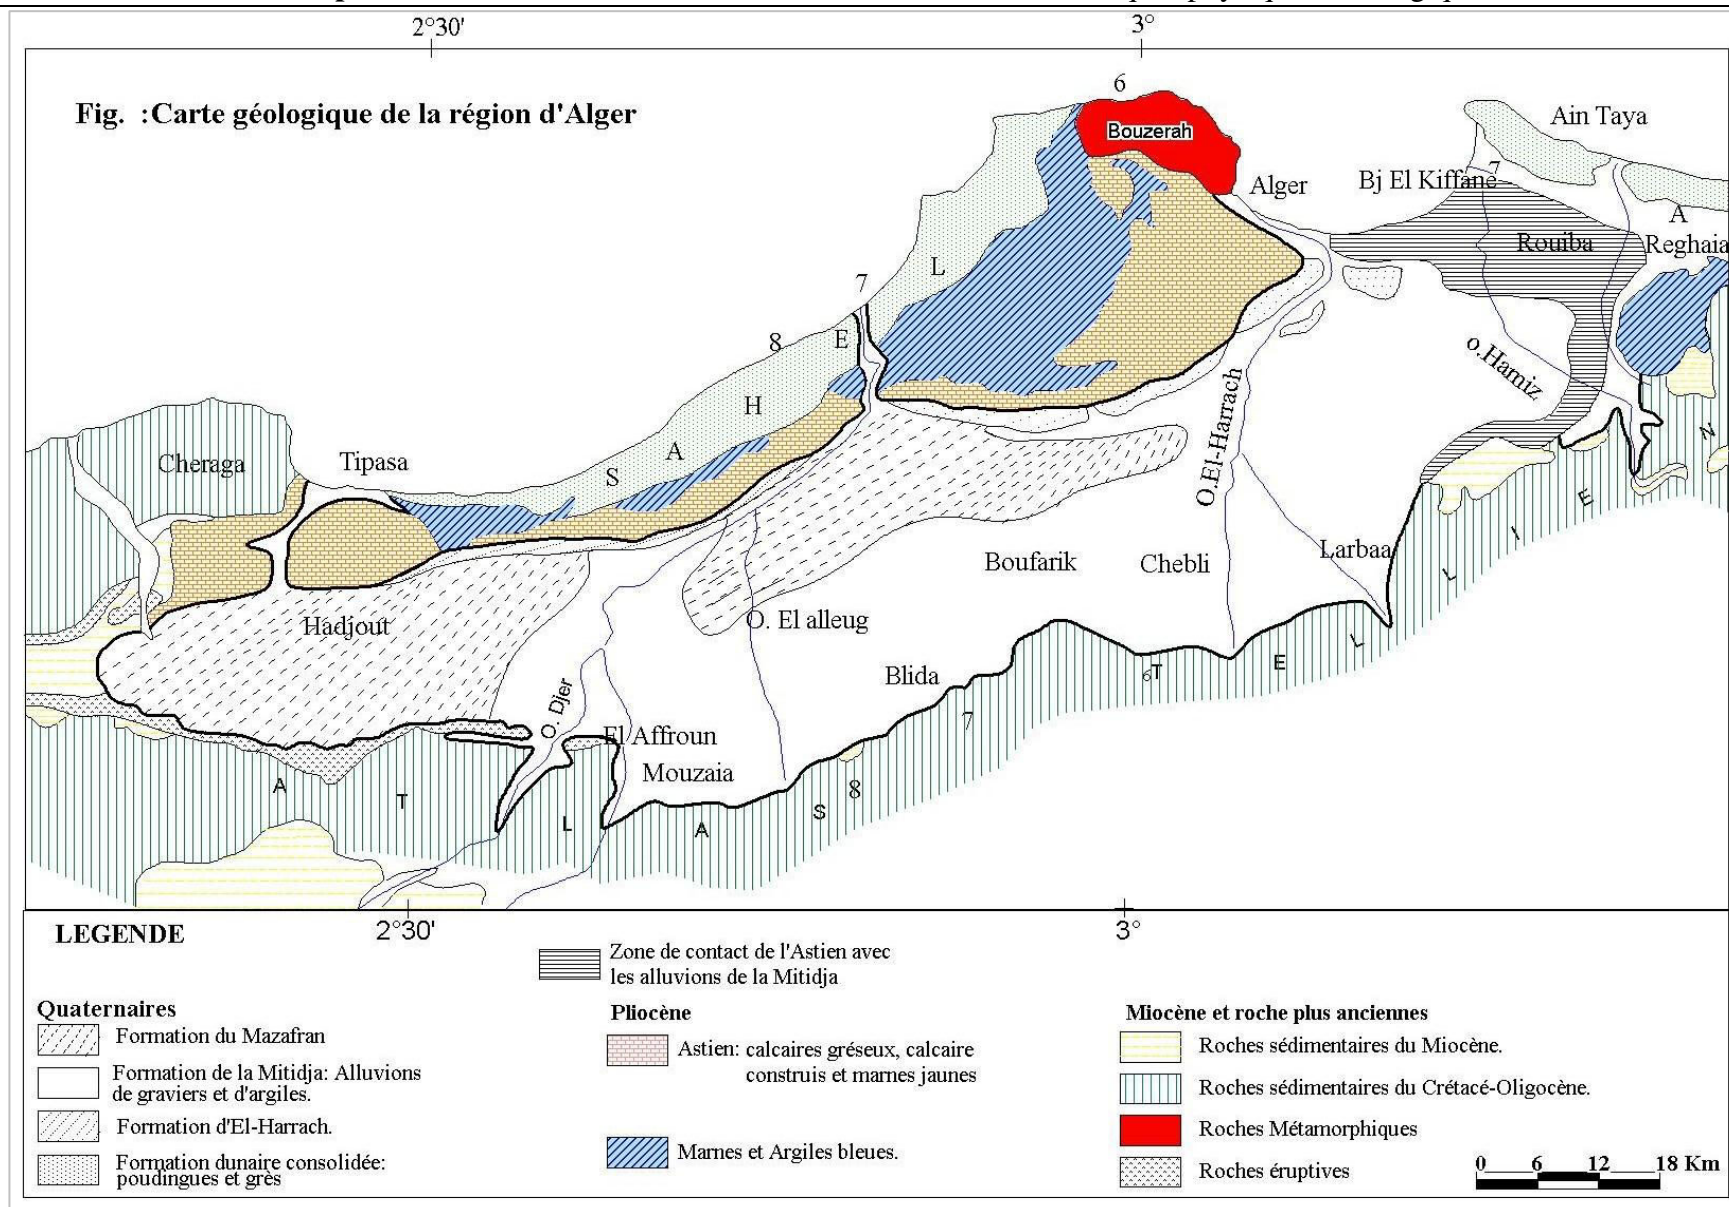 2°30'
3°
6
Fig. :Carte géologique de la région d'Alger
Bouzerah
Ain Taya
7
Bj El Kiffane
Alger
A
Rouiba
Reghaia
L
7
E
8
o.Hamiz
H
O.El-Harrach
A
S
N
Cheraga
Tipasa
E
I
L
L
Boufarik
Chebli
Larbaa
Hadjout
O. El alleug
E
6
T
Blida
7
O. Djer
El Affroun
Mouzaia
A
T
L
A
S
8
2°30'
3°
LEGENDE
Zone de contact de l'Astien avec
les alluvions de la Mitidja
Quaternaires
Formation du Mazafran
Formation de la Mitidja: Alluvions
de graviers et d'argiles.
Formation d'El-Harrach.
Formation dunaire consolidée:
poudingues et grès
Pliocène
Astien: calcaires gréseux, calcaire
construis et marnes jaunes
Marnes et Argiles bleues.
Miocène et roche plus anciennes
Roches sédimentaires du Miocène.
Roches sédimentaires du Crétacé-Oligocène.
Roches Métamorphiques
Roches éruptives
0 6 12 18 Km